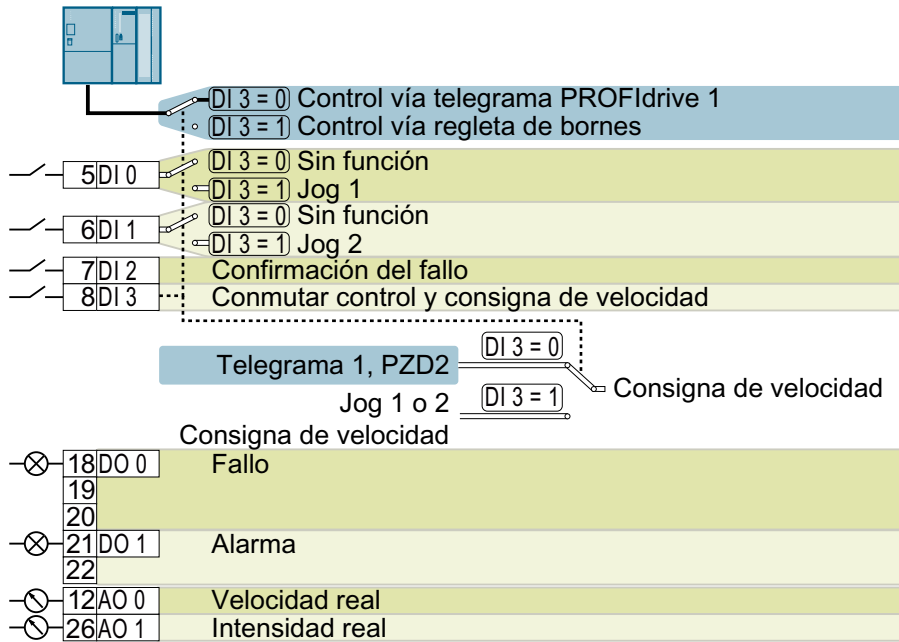 DI 3 = 0 Control vía telegrama PROFIdrive 1
DI 3 = 1 Control vía regleta de bornes
5 DI 0 DI 3 = 0 Sin función
DI 3 = 1 Jog 1
6 DI 1 DI 3 = 0 Sin función
DI 3 = 1 Jog 2
7 DI 2 Confirmación del fallo
8 DI 3 Conmutar control y consigna de velocidad
Telegrama 1, PZD2 DI 3 = 0
Consigna de velocidad
Jog 1 o 2 DI 3 = 1
Consigna de velocidad
18 DO 0 Fallo
19
20
21 DO 1 Alarma
22
12 AO 0 Velocidad real
26 AO 1 Intensidad real